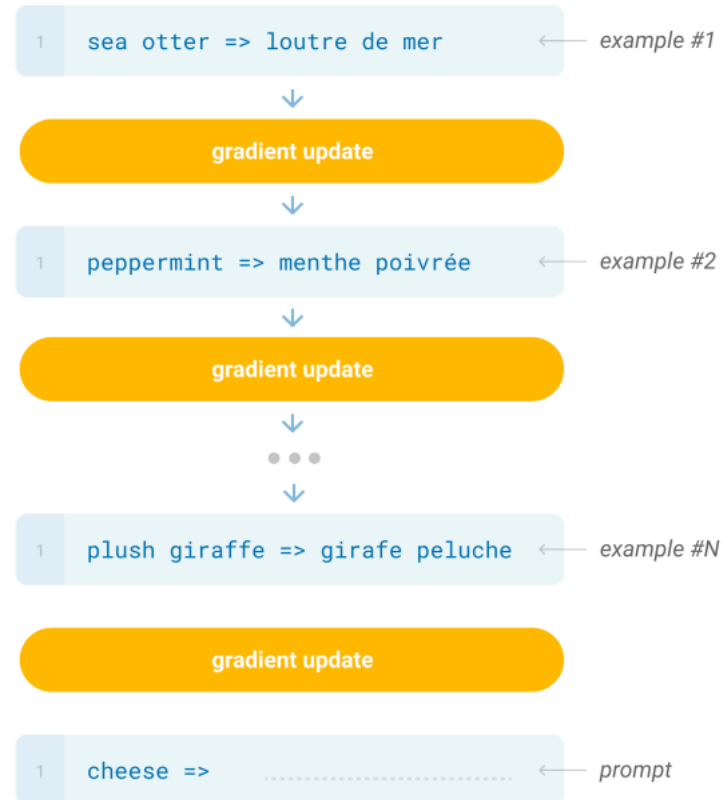 1 sea otter => loutre de mer example #1
gradient update
1 peppermint => menthe poivrée example #2
gradient update
1 plush giraffe => girafe peluche example #N
gradient update
1 cheese => ........................ prompt